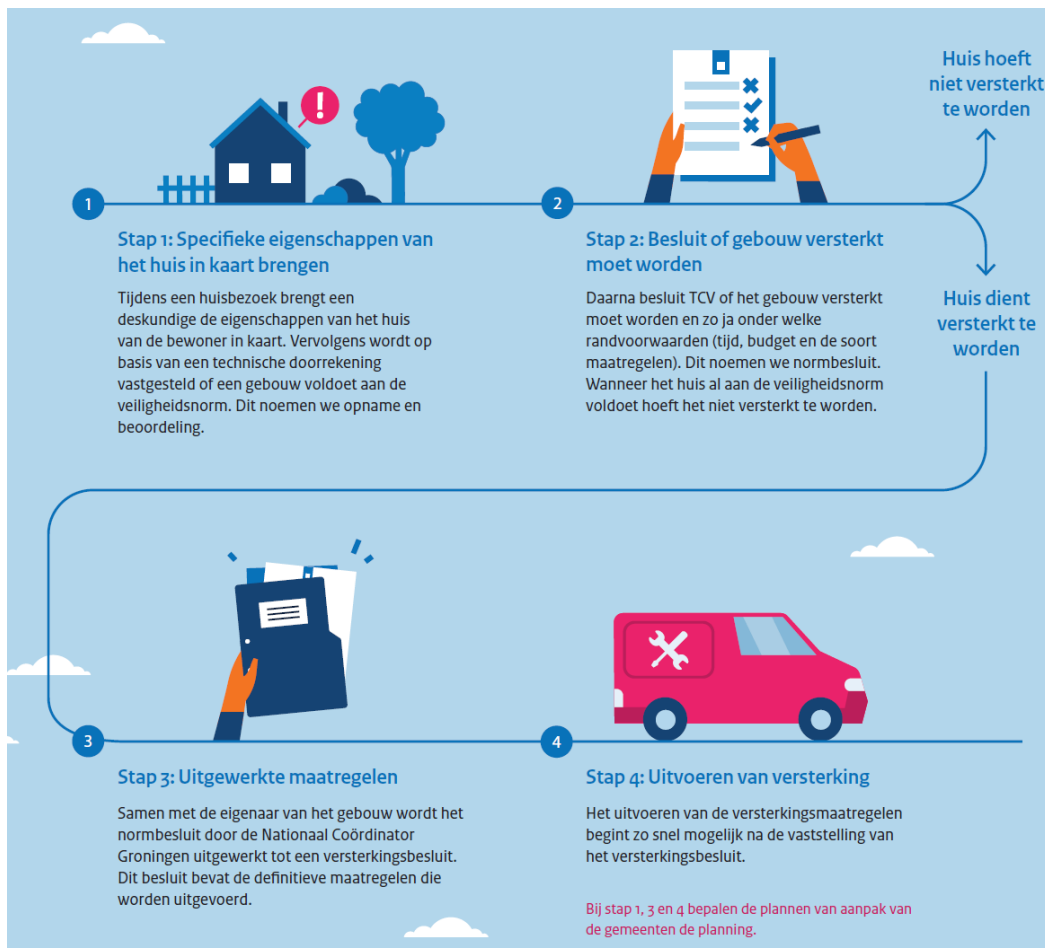 Huis hoeft
niet versterkt
te worden
1
2
Stap 1: Specifieke eigenschappen van
het huis in kaart brengen
Tijdens een huisbezoek brengt een
deskundige de eigenschappen van het huis
van de bewoner in kaart. Vervolgens wordt op
basis van een technische doorrekening
vastgesteld of een gebouw voldoet aan de
veiligheidsnorm. Dit noemen we opname en
beoordeling.
Stap 2: Besluit of gebouw versterkt
moet worden
Daarna besluit TCV of het gebouw versterkt
moet worden en zo ja onder welke
randvoorwaarden (tijd, budget en de soort
maatregelen). Dit noemen we normbesluit.
Wanneer het huis al aan de veiligheidsnorm
voldoet hoeft het niet versterkt te worden.
Huis dient
versterkt te
worden
3
4
Stap 3: Uitgewerkte maatregelen
Samen met de eigenaar van het gebouw wordt het
normbesluit door de Nationaal Coördinator
Groningen uitgewerkt tot een versterkingsbesluit.
Dit besluit bevat de definitieve maatregelen die
worden uitgevoerd.
Stap 4: Uitvoeren van versterking
Het uitvoeren van de versterkingsmaatregelen
begint zo snel mogelijk na de vaststelling van
het versterkingsbesluit.
Bij stap 1, 3 en 4 bepalen de plannen van aanpak van
de gemeenten de planning.